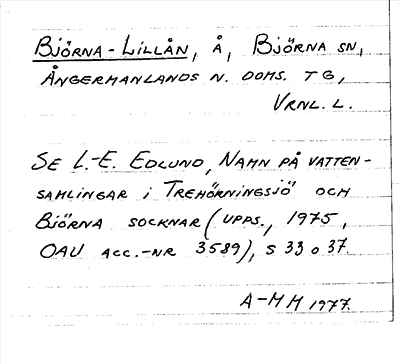 BJÖRNA-LILLÅN, Å, BJÖRNA SN,
ÅNGERMANLANDS N. DOMS. TG,
VRNL. L.
SE L.-E. EDLUND, NAMN PÅ VATTEN-
SAMLINGAR i TREHÖRNINGSJÖ OCH
BJÖRNA SOCKNAR (UPPS., 1975,
OAU ACC.-NR 3589), S 33 o 37.
A-MM 1977.